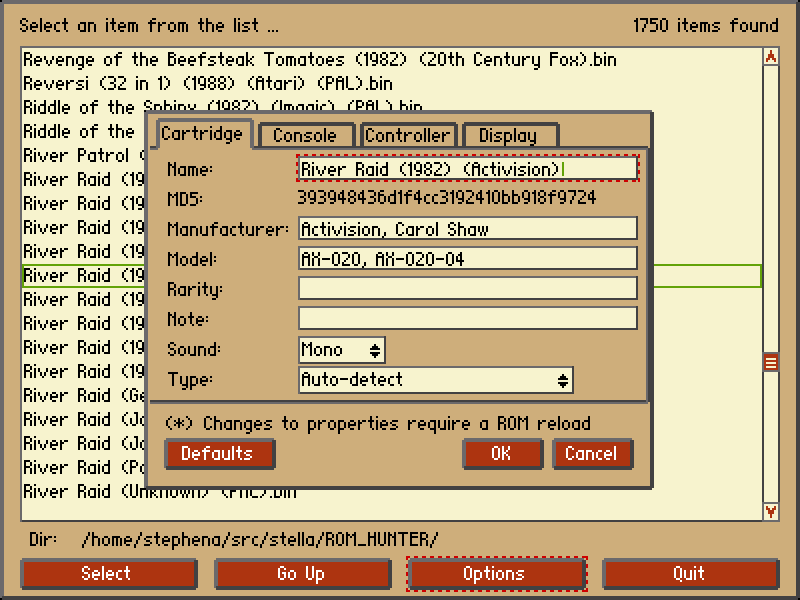 Select an item from the list ... 1750 items found
Revenge of the Beefsteak Tomatoes (1982) (20th Century Fox).bin
Reversi (32 in 1) (1988) (Atari) (PAL).bin
Riddle of the Sphinx (1982) (Imagic) (PAL).bin
Riddle of the
River Patrol (
River Raid (19
River Raid (19
River Raid (19
River Raid (19
River Raid (19
River Raid (19
River Raid (19
River Raid (19
River Raid (19
River Raid (Ge
River Raid (Jo
River Raid (Jo
River Raid (Po
River Raid (Unknown) (PAL).bin
Cartridge Console Controller Display
Name: River Raid (1982) (Activision)
MD5: 393948436d1f4cc3192410bb918f9724
Manufacturer: Activision, Carol Shaw
Model: AX-020, AX-020-04
Rarity:
Note:
Sound: Mono
Type: Auto-detect
(*) Changes to properties require a ROM reload
Defaults OK Cancel
Dir: /home/stephena/src/stella/ROM_HUNTER/
Select Go Up Options Quit